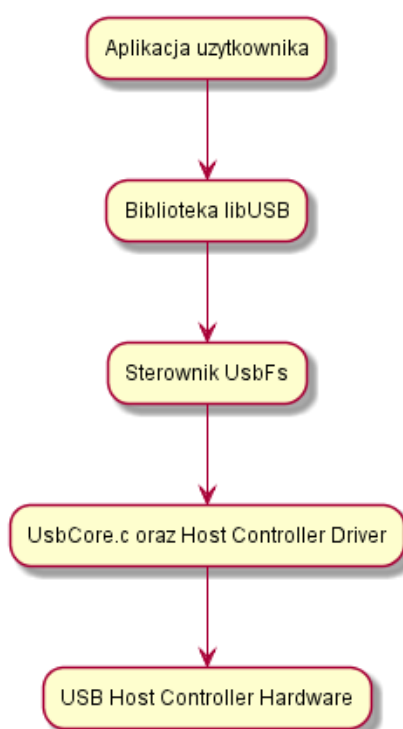 Aplikacja uzytkownika
Biblioteka libUSB
Sterownik UsbFs
UsbCore.c oraz Host Controller Driver
USB Host Controller Hardware